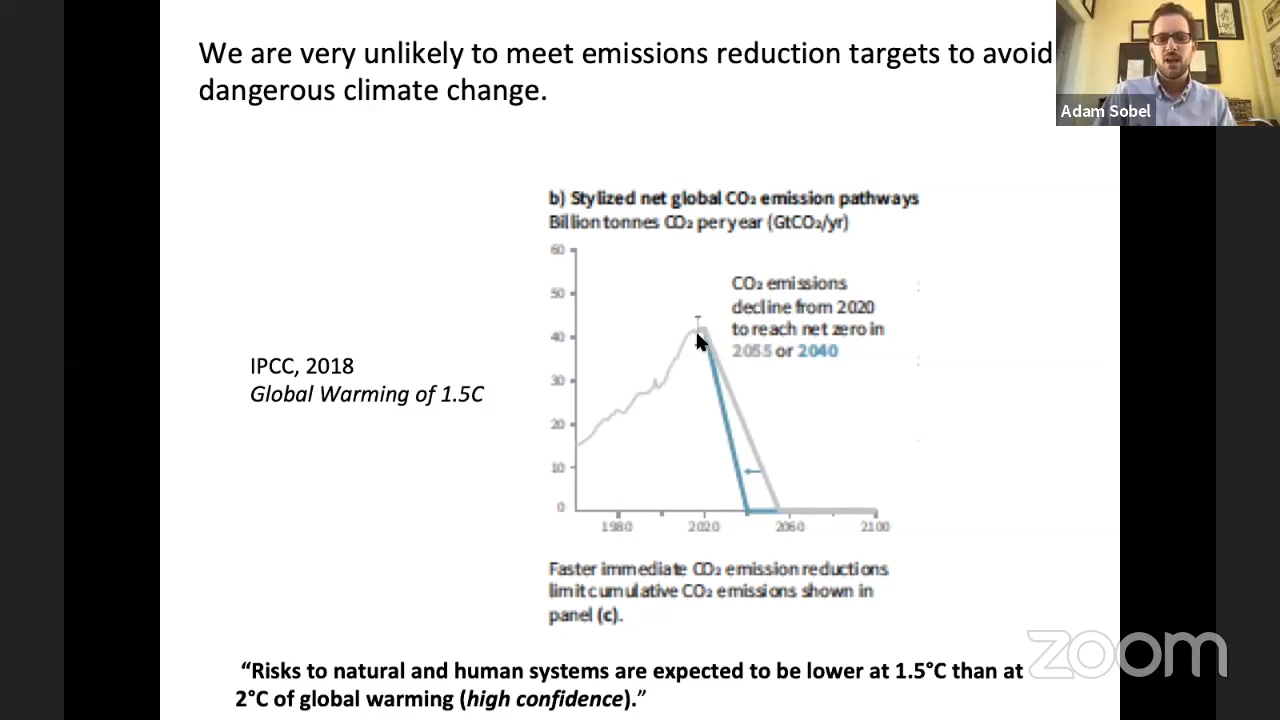 We are very unlikely to meet emissions reduction targets to avoid
dangerous climate change.
Adam Sobel
b) Stylized net global CO₂ emission pathways
Billion tonnes CO₂ per year (GtCO₂/yr)
60
50
40
30
20
10
0
CO₂ emissions
decline from 2020
to reach net zero in
2055 or 2040
1980
2020
2060
2100
IPCC, 2018
Global Warming of 1.5C
Faster immediate CO₂ emission reductions
limit cumulative CO₂ emissions shown in
panel (c).
“Risks to natural and human systems are expected to be lower at 1.5°C than at
2°C of global warming (high confidence).”
zoom